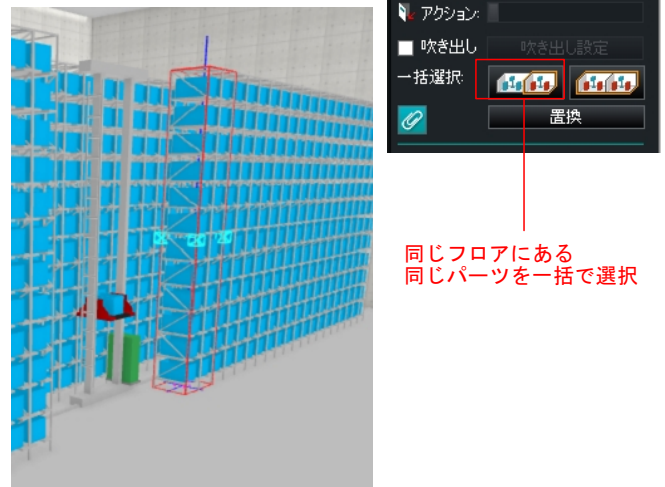 アクション:
吹き出し 吹き出し設定
一括選択:
置換
同じフロアにある
同じパーツを一括で選択